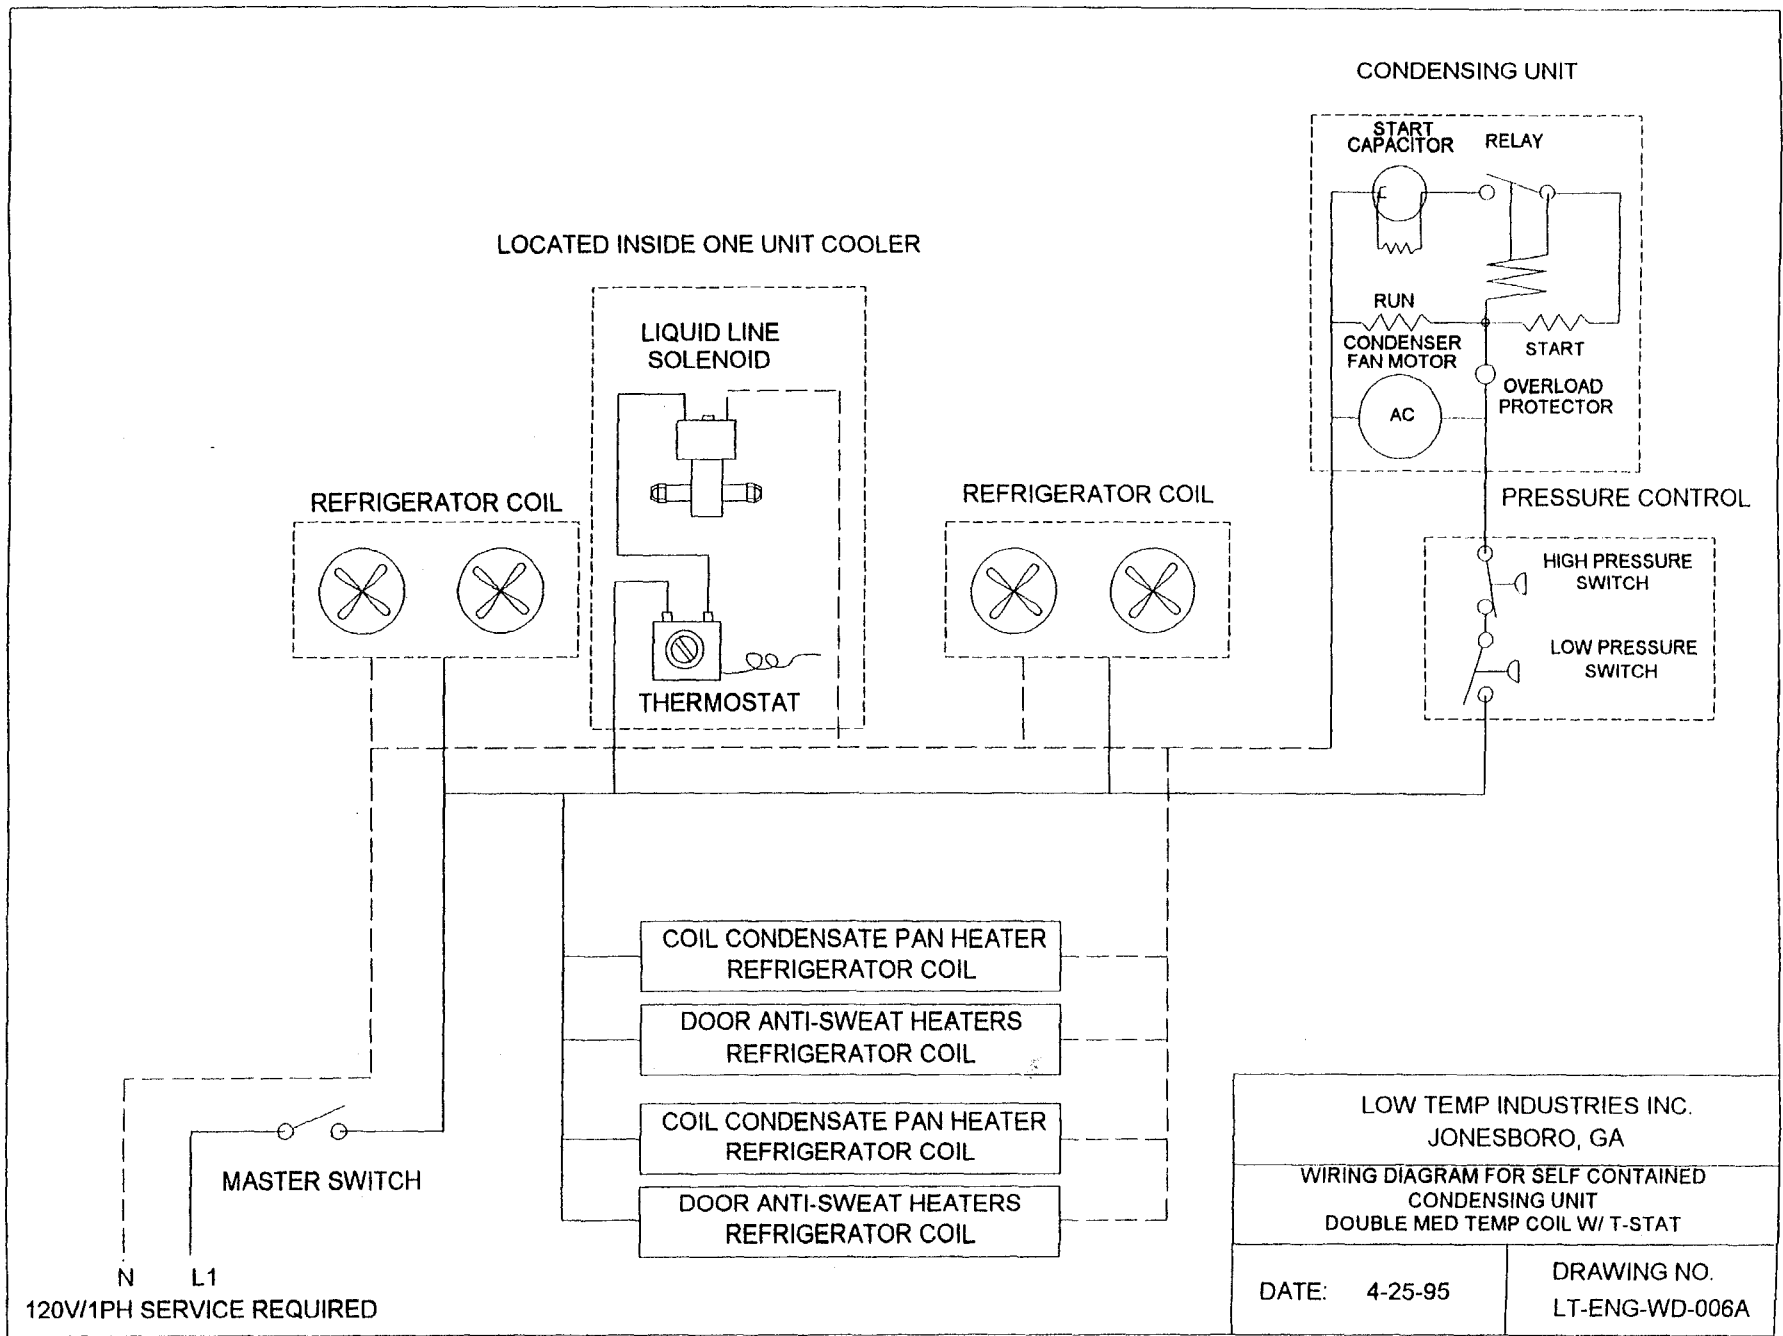 CONDENSING UNIT
START
CAPACITOR
RELAY
LOCATED INSIDE ONE UNIT COOLER
LIQUID LINE
SOLENOID
RUN
CONDENSER
FAN MOTOR
START
AC
OVERLOAD
PROTECTOR
REFRIGERATOR COIL
REFRIGERATOR COIL
PRESSURE CONTROL
HIGH PRESSURE
SWITCH
LOW PRESSURE
SWITCH
THERMOSTAT
COIL CONDENSATE PAN HEATER
REFRIGERATOR COIL
DOOR ANTI-SWEAT HEATERS
REFRIGERATOR COIL
COIL CONDENSATE PAN HEATER
REFRIGERATOR COIL
DOOR ANTI-SWEAT HEATERS
REFRIGERATOR COIL
MASTER SWITCH
N L1
120V/1PH SERVICE REQUIRED
LOW TEMP INDUSTRIES INC.
JONESBORO, GA
WIRING DIAGRAM FOR SELF CONTAINED
CONDENSING UNIT
DOUBLE MED TEMP COIL W/ T-STAT
DATE: 4-25-95
DRAWING NO.
LT-ENG-WD-006A